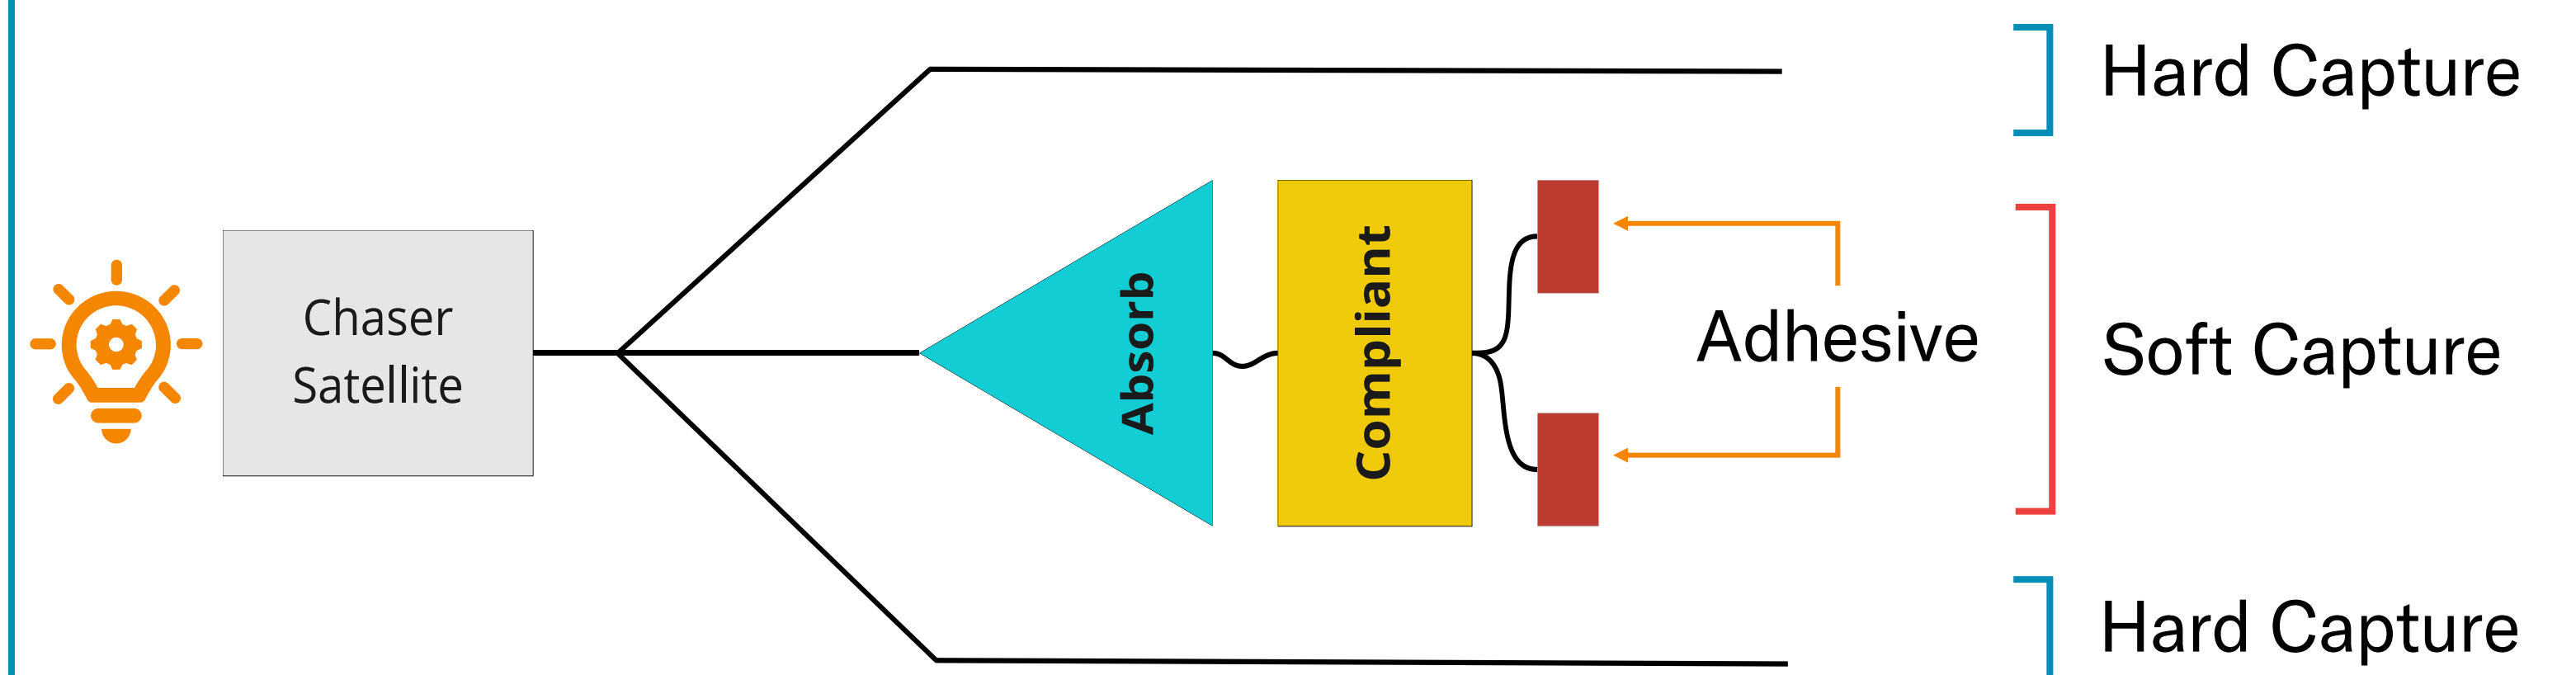 Hard Capture
Chaser
Satellite
Absorb
Compliant
Adhesive
Soft Capture
Hard Capture